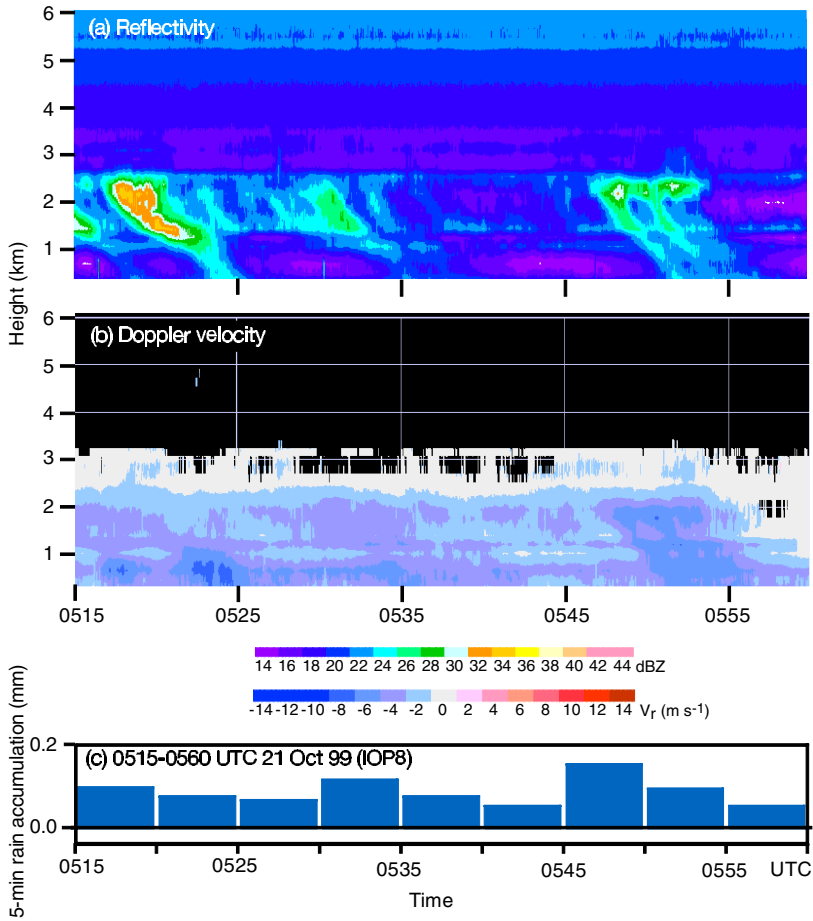 (a) Reflectivity
6
5
4
3
2
1
Height (km)
(b) Doppler velocity
6
5
4
3
2
1
0515 0525 0535 0545 0555
14 16 18 20 22 24 26 28 30 32 34 36 38 40 42 44 dBZ
-14 -12 -10 -8 -6 -4 -2 0 2 4 6 8 10 12 14 Vr (m s-1)
5-min rain accumulation (mm)
0.2
0.0
(c) 0515-0560 UTC 21 Oct 99 (IOP8)
0515 0525 0535 0545 0555 UTC
Time